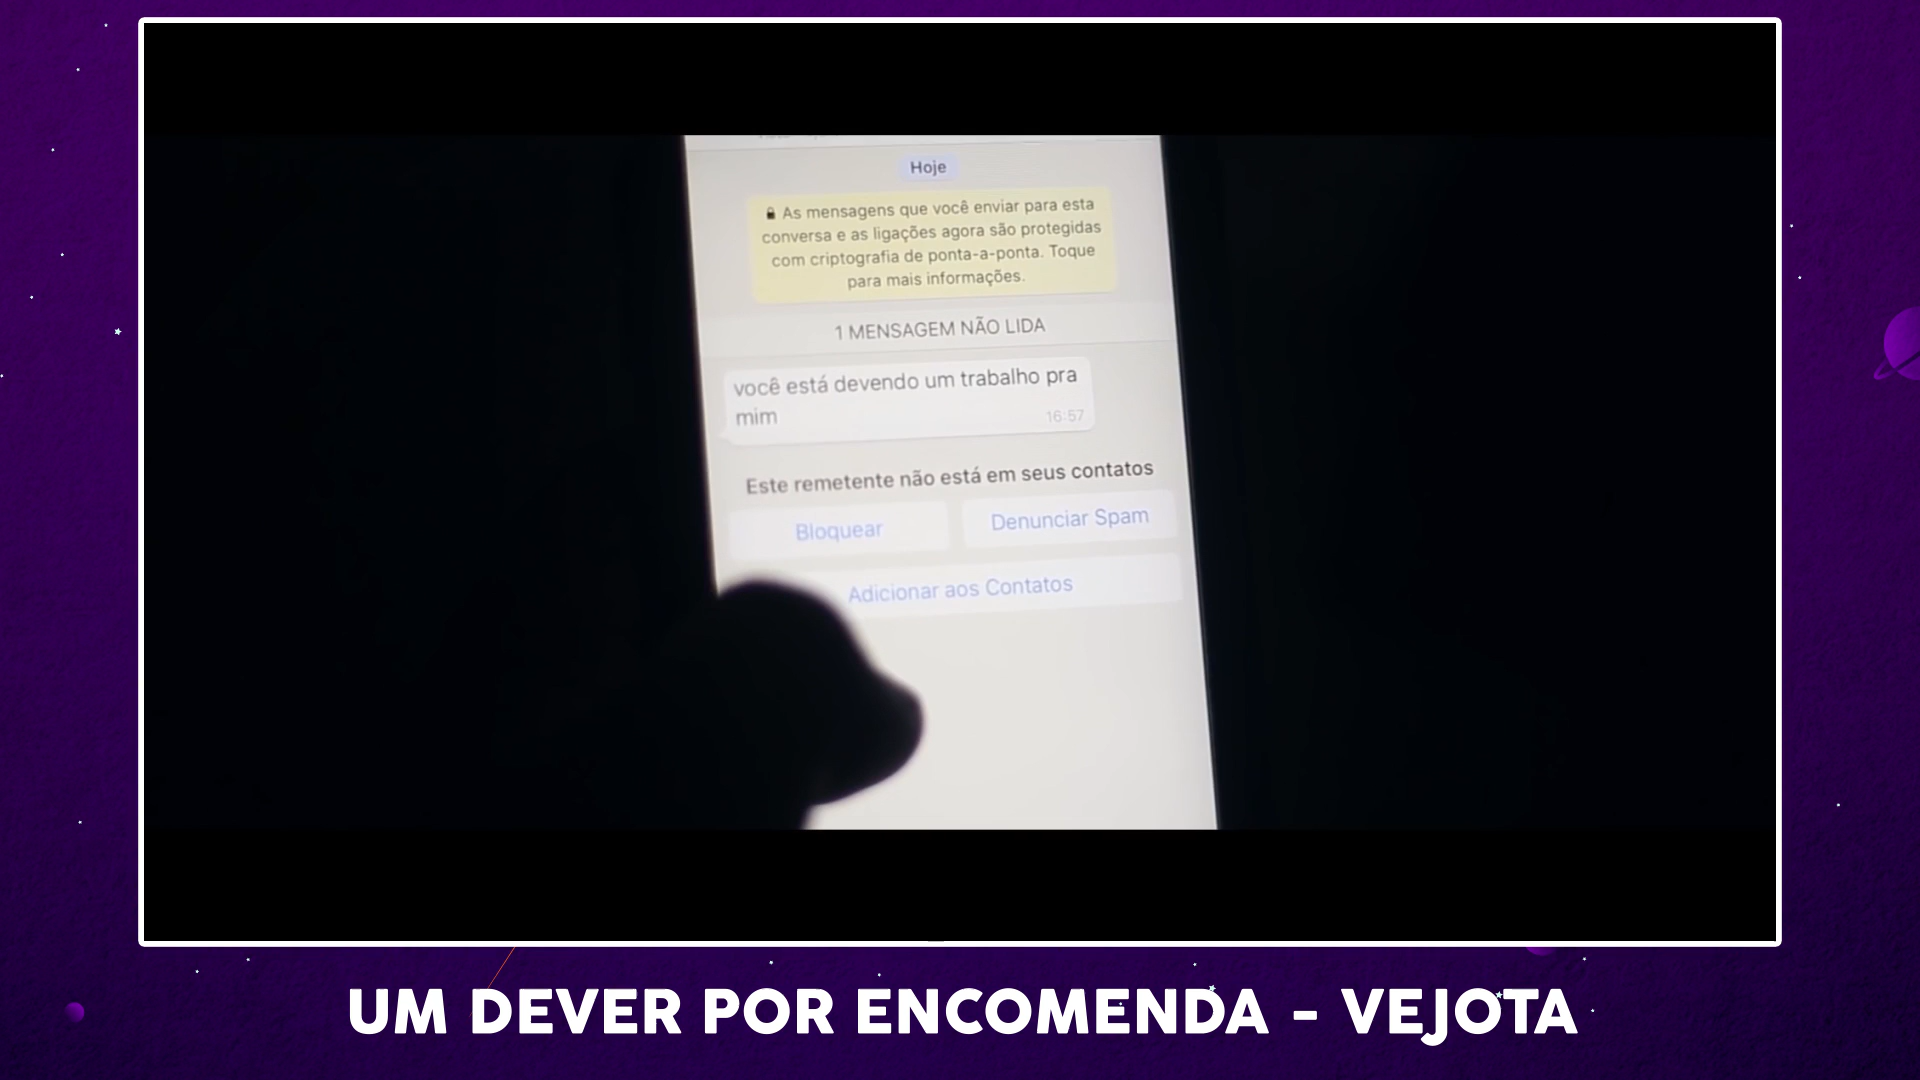 Hoje
As mensagens que você enviar para esta
conversa e as ligações agora são protegidas
com criptografia de ponta-a-ponta. Toque
para mais informações.
1 MENSAGEM NÃO LIDA
você está devendo um trabalho pra
mim
16:57
Este remetente não está em seus contatos
Bloquear
Denunciar Spam
Adicionar aos Contatos
UM DEVER POR ENCOMENDA - VEJOTA